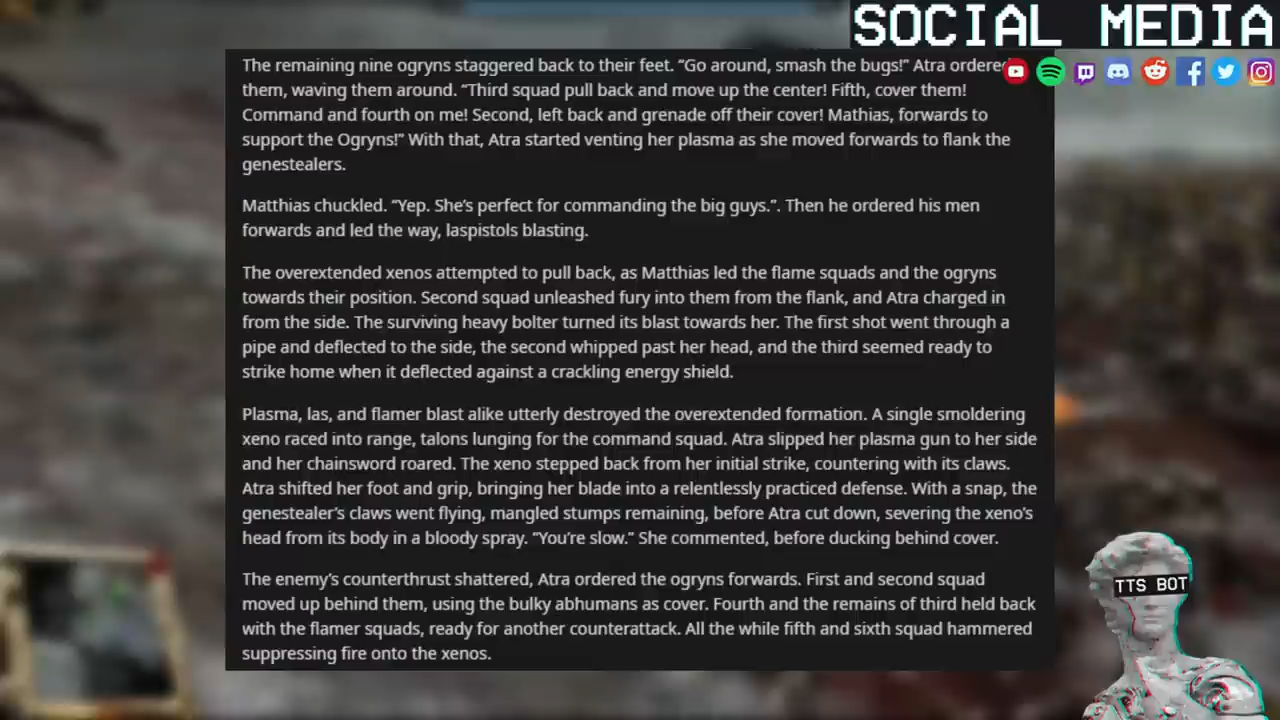 SOCIAL MEDIA
The remaining nine ogryns staggered back to their feet. “Go around, smash the bugs!” Atra ordered
them, waving them around. “Third squad pull back and move up the center! Fifth, cover them!
Command and fourth on me! Second, left back and grenade off their cover! Mathias, forwards to
support the Ogryns!” With that, Atra started venting her plasma as she moved forwards to flank the
genestealers.
Matthias chuckled. “Yep. She’s perfect for commanding the big guys.”. Then he ordered his men
forwards and led the way, laspistols blasting.
The overextended xenos attempted to pull back, as Matthias led the flame squads and the ogryns
towards their position. Second squad unleashed fury into them from the flank, and Atra charged in
from the side. The surviving heavy bolter turned its blast towards her. The first shot went through a
pipe and deflected to the side, the second whipped past her head, and the third seemed ready to
strike home when it deflected against a crackling energy shield.
Plasma, las, and flamer blast alike utterly destroyed the overextended formation. A single smoldering
xeno raced into range, talons lunging for the command squad. Atra slipped her plasma gun to her side
and her chainsword roared. The xeno stepped back from her initial strike, countering with its claws.
Atra shifted her foot and grip, bringing her blade into a relentlessly practiced defense. With a snap, the
genestealer’s claws went flying, mangled stumps remaining, before Atra cut down, severing the xeno’s
head from its body in a bloody spray. “You’re slow.” She commented, before ducking behind cover.
The enemy’s counterthrust shattered, Atra ordered the ogryns forwards. First and second squad
moved up behind them, using the bulky abhumans as cover. Fourth and the remains of third held back
with the flamer squads, ready for another counterattack. All the while fifth and sixth squad hammered
suppressing fire onto the xenos.
TTS BOT